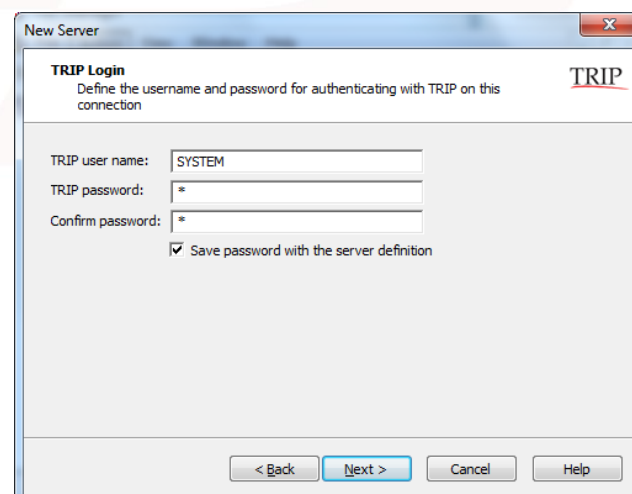 New Server
TRIP Login
Define the username and password for authenticating with TRIP on this
connection
TRIP
TRIP user name: SYSTEM
TRIP password: *
Confirm password: *
Save password with the server definition
< Back Next > Cancel Help